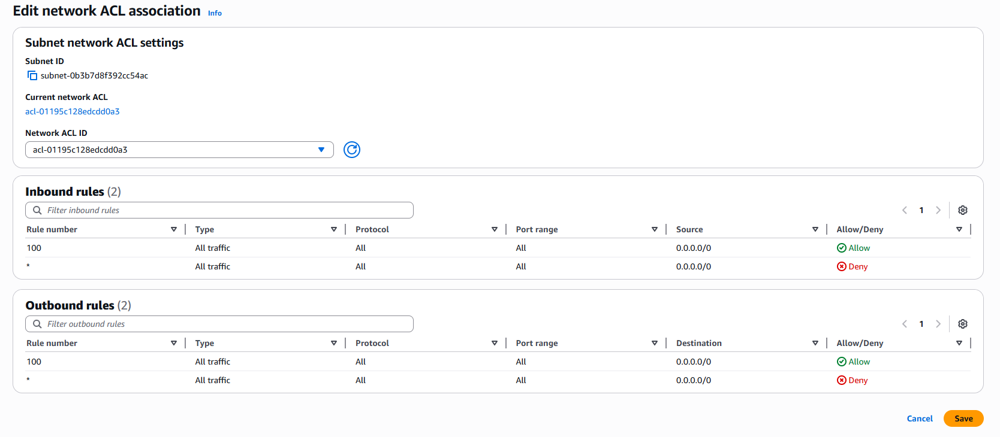 Edit network ACL association Info
Subnet network ACL settings
Subnet ID
subnet-0b3b7d8f392cc54ac
Current network ACL
acl-01195c128edcdd0a3
Network ACL ID
acl-01195c128edcdd0a3
Inbound rules (2)
Filter inbound rules
1
Rule number Type Protocol Port range Source Allow/Deny
100 All traffic All All 0.0.0.0/0 Allow
* All traffic All All 0.0.0.0/0 Deny
Outbound rules (2)
Filter outbound rules
1
Rule number Type Protocol Port range Destination Allow/Deny
100 All traffic All All 0.0.0.0/0 Allow
* All traffic All All 0.0.0.0/0 Deny
Cancel Save